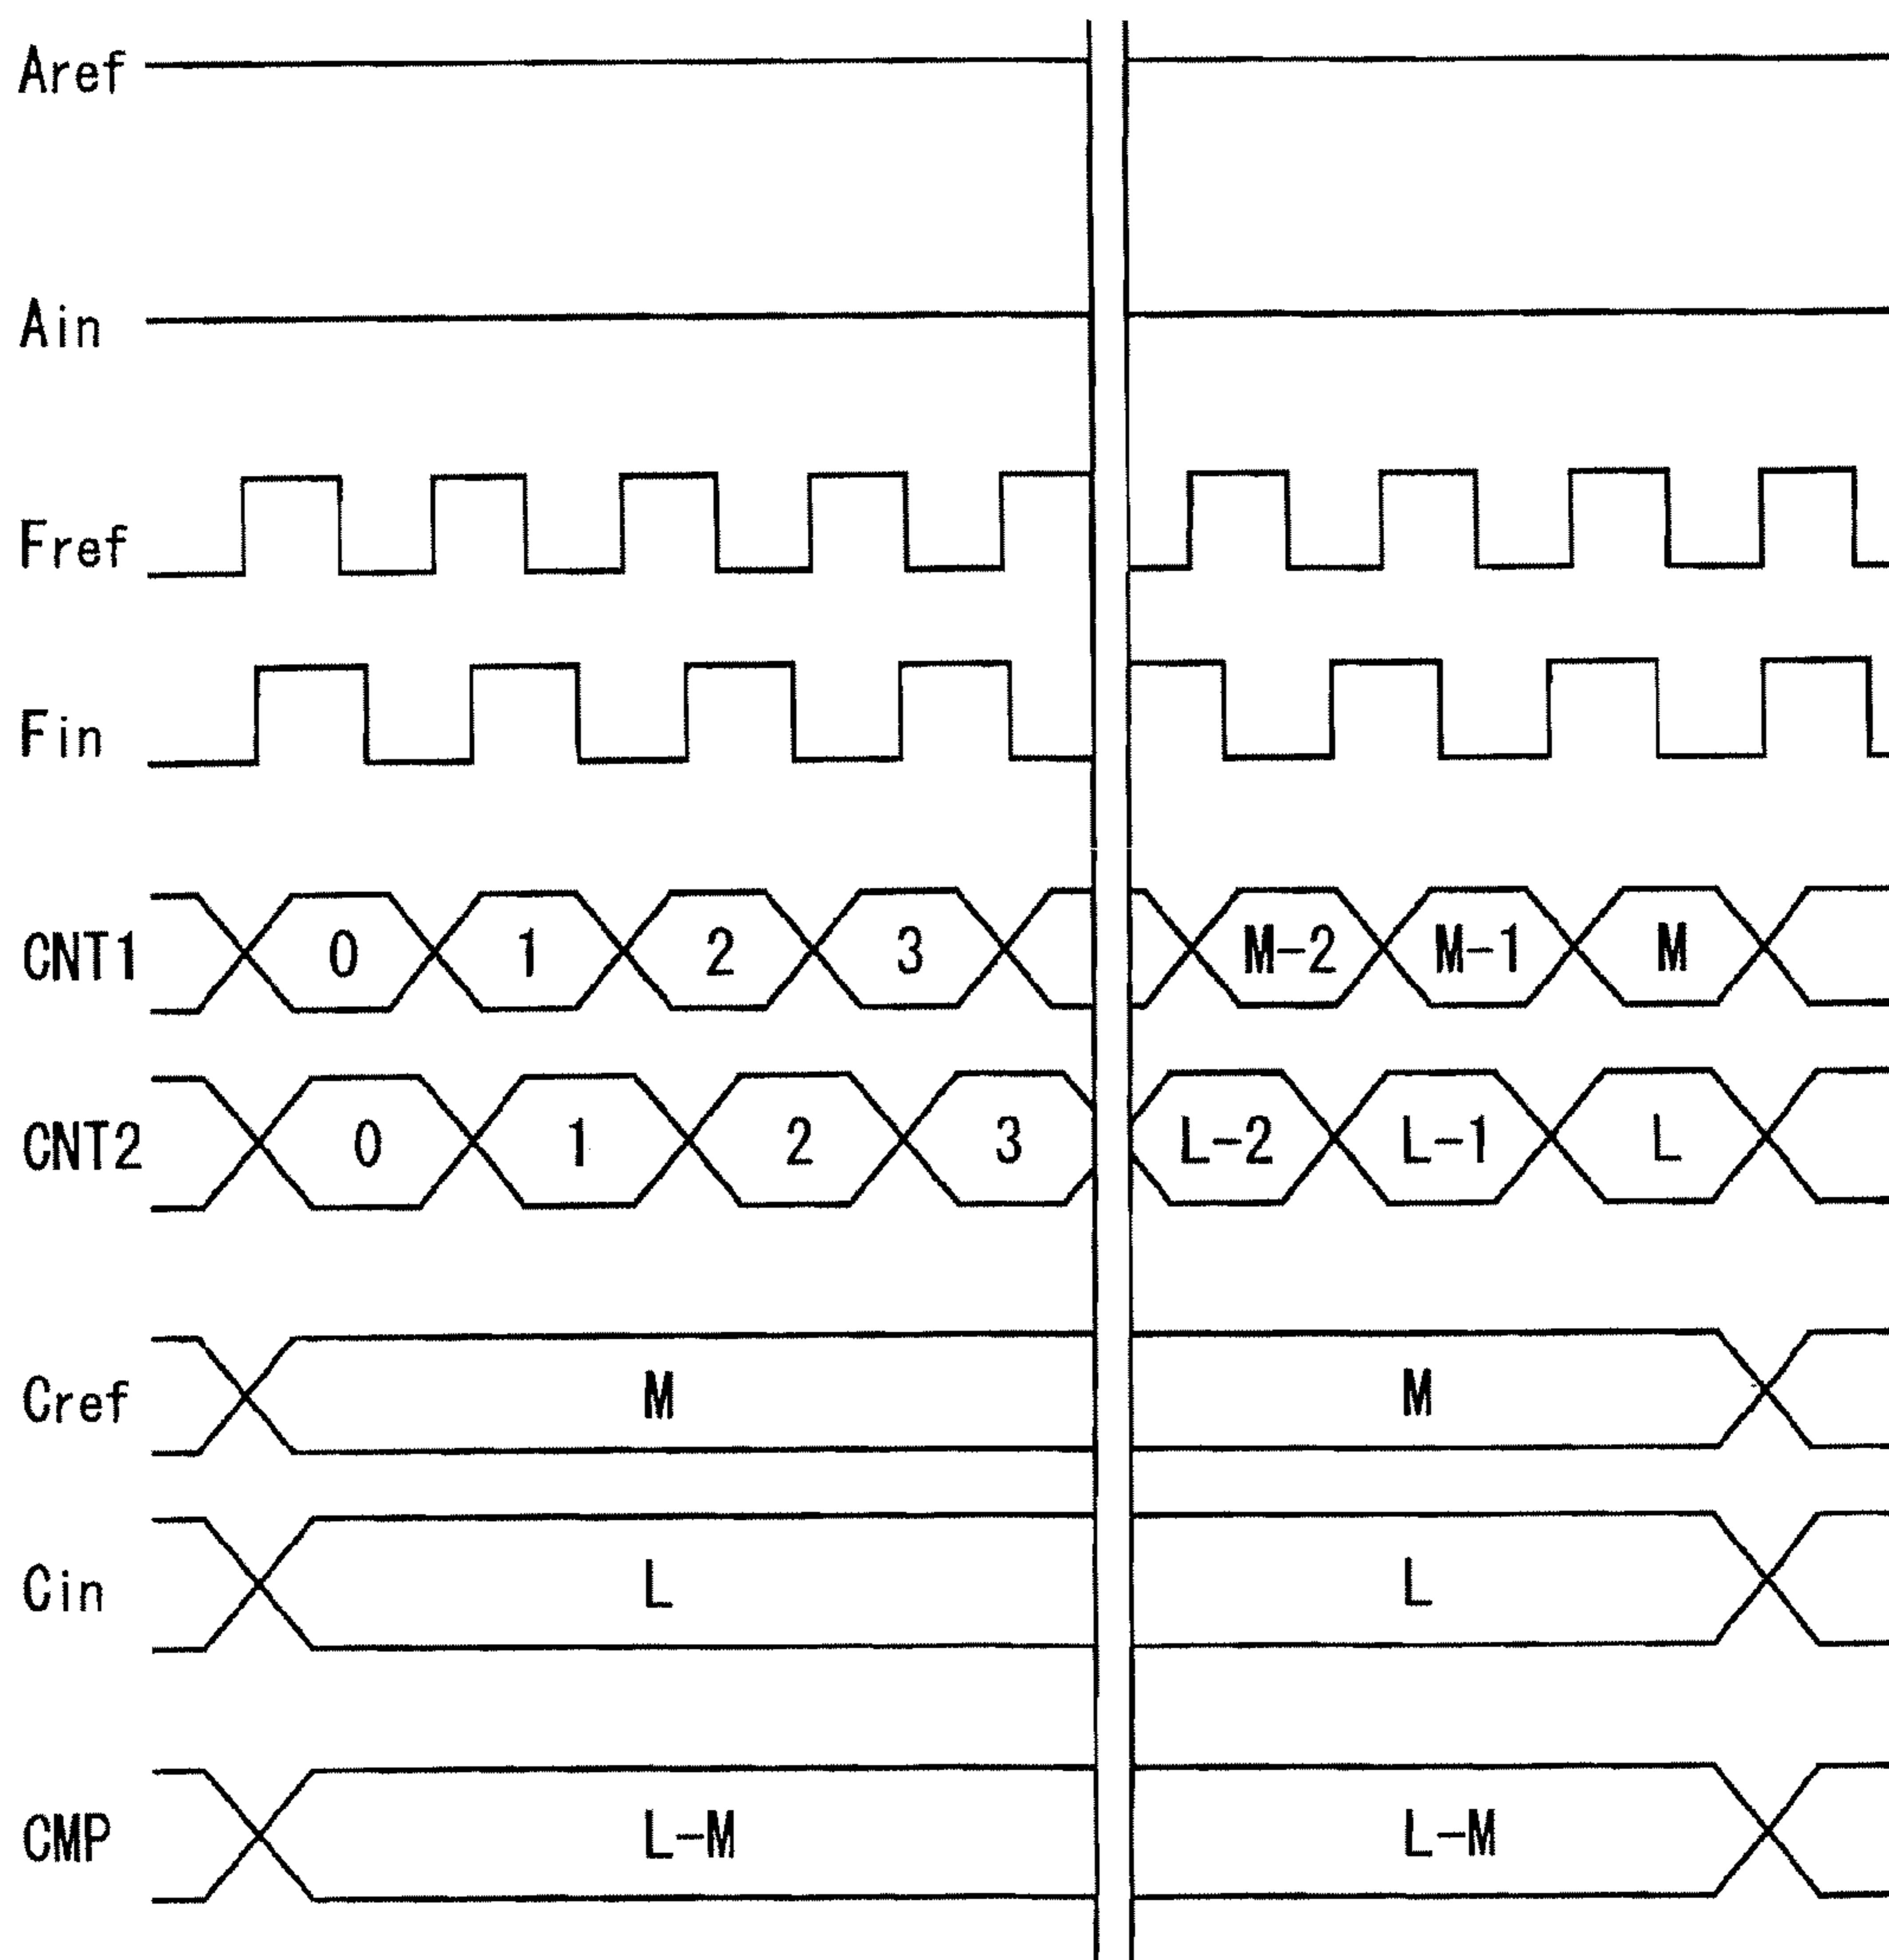 Aref
Ain
Fref
Fin
CNT1 0 1 2 3 M-2 M-1 M
CNT2 0 1 2 3 L-2 L-1 L
Cref M M
Cin L L
CMP L-M L-M